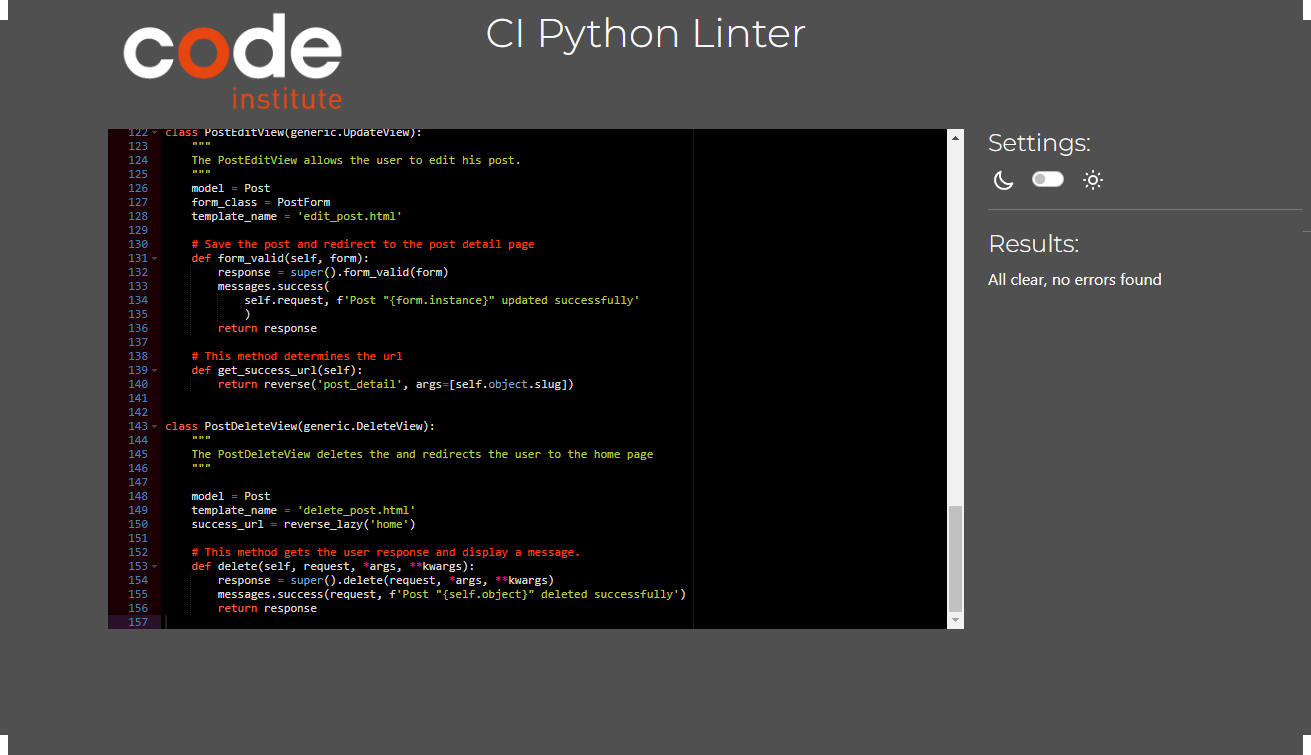 code
institute
CI Python Linter
122 class PostEditView(generic.UpdateView):
123 """
124 The PostEditView allows the user to edit his post.
125 """
126 model = Post
127 form_class = PostForm
128 template_name = 'edit_post.html'
129
130 # Save the post and redirect to the post detail page
131 def form_valid(self, form):
132 response = super().form_valid(form)
133 messages.success(
134 self.request, f'Post "{form.instance}" updated successfully'
135 )
136 return response
137
138 # This method determines the url
139 def get_success_url(self):
140 return reverse('post_detail', args=[self.object.slug])
141
142
143 class PostDeleteView(generic.DeleteView):
144 """
145 The PostDeleteView deletes the and redirects the user to the home page
146 """
147
148 model = Post
149 template_name = 'delete_post.html'
150 success_url = reverse_lazy('home')
151
152 # This method gets the user response and display a message.
153 def delete(self, request, *args, **kwargs):
154 response = super().delete(request, *args, **kwargs)
155 messages.success(request, f'Post "{self.object}" deleted successfully')
156 return response
157
Settings:
Results:
All clear, no errors found